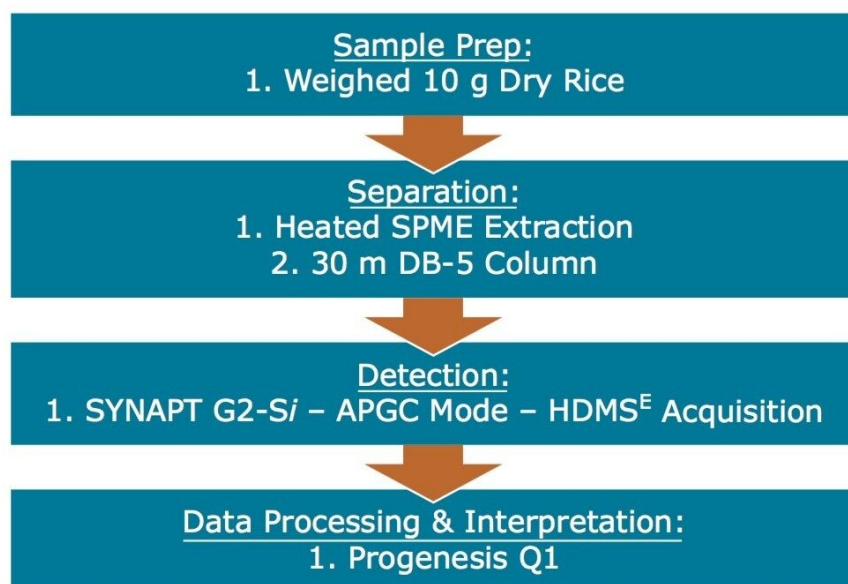 Sample Prep:
1. Weighed 10 g Dry Rice
Separation:
1. Heated SPME Extraction
2. 30 m DB-5 Column
Detection:
1. SYNAPT G2-Si – APGC Mode – HDMSᴱ Acquisition
Data Processing & Interpretation:
1. Progenesis Q1